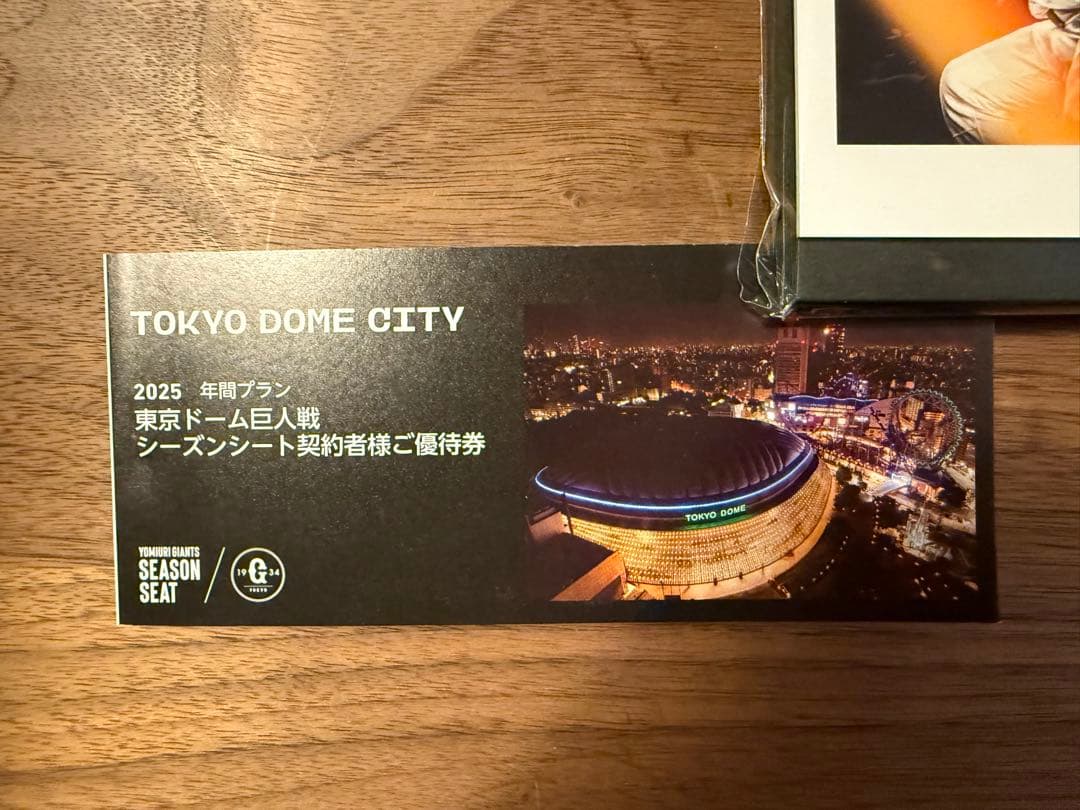 TOKYO DOME CITY
2025 年間プラン
東京ドーム巨人戦
シーズンシート契約者様ご優待券
YOMIURI GIANTS
SEASON
SEAT
19 G 34
TOKYO
TOKYO DOME